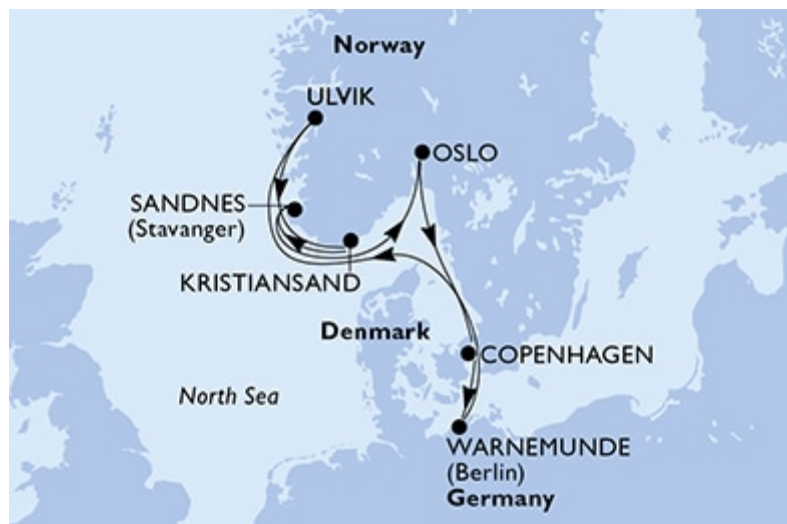 Norway
ULVIK
OSLO
SANDNES
(Stavanger)
KRISTIANSAND
Denmark
COPENHAGEN
North Sea
WARNEMUNDE
(Berlin)
Germany